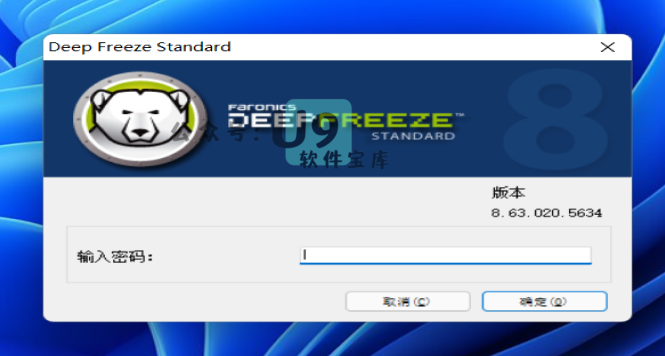 Deep Freeze Standard
Faronics
DEEPFREEZE™
STANDARD
8
公众号：U9
软件宝库
版本
8.63.020.5634
输入密码：
取消(C) 确定(O)